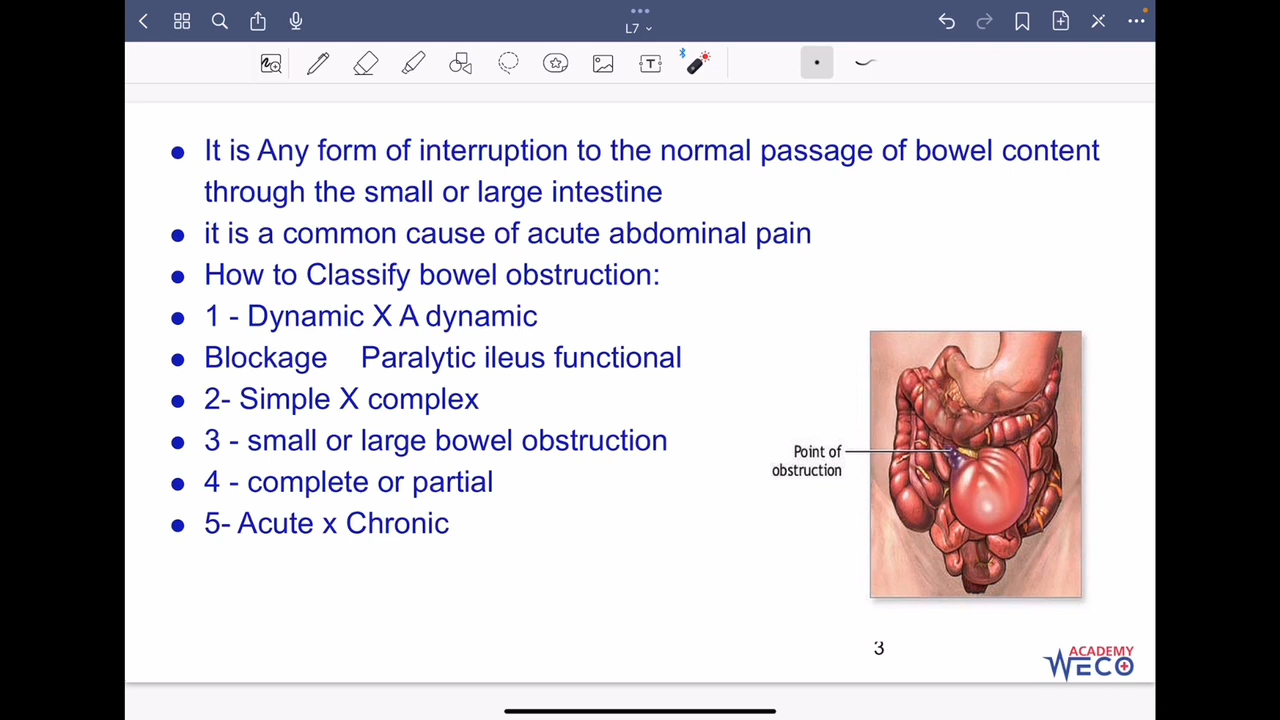 L7
● It is Any form of interruption to the normal passage of bowel content
through the small or large intestine
● it is a common cause of acute abdominal pain
● How to Classify bowel obstruction:
● 1 - Dynamic X A dynamic
● Blockage Paralytic ileus functional
● 2- Simple X complex
● 3 - small or large bowel obstruction
● 4 - complete or partial
● 5- Acute x Chronic
Point of
obstruction
3
ACADEMY
WECO